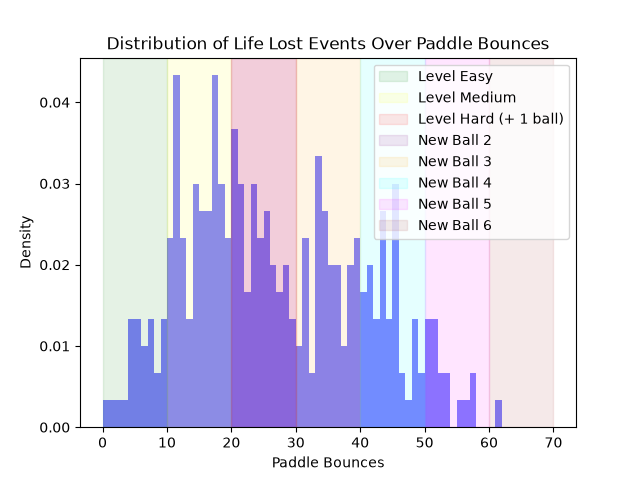 Distribution of Life Lost Events Over Paddle Bounces
Density
0.04
0.03
0.02
0.01
0.00
Level Easy
Level Medium
Level Hard (+ 1 ball)
New Ball 2
New Ball 3
New Ball 4
New Ball 5
New Ball 6
0 10 20 30 40 50 60 70
Paddle Bounces